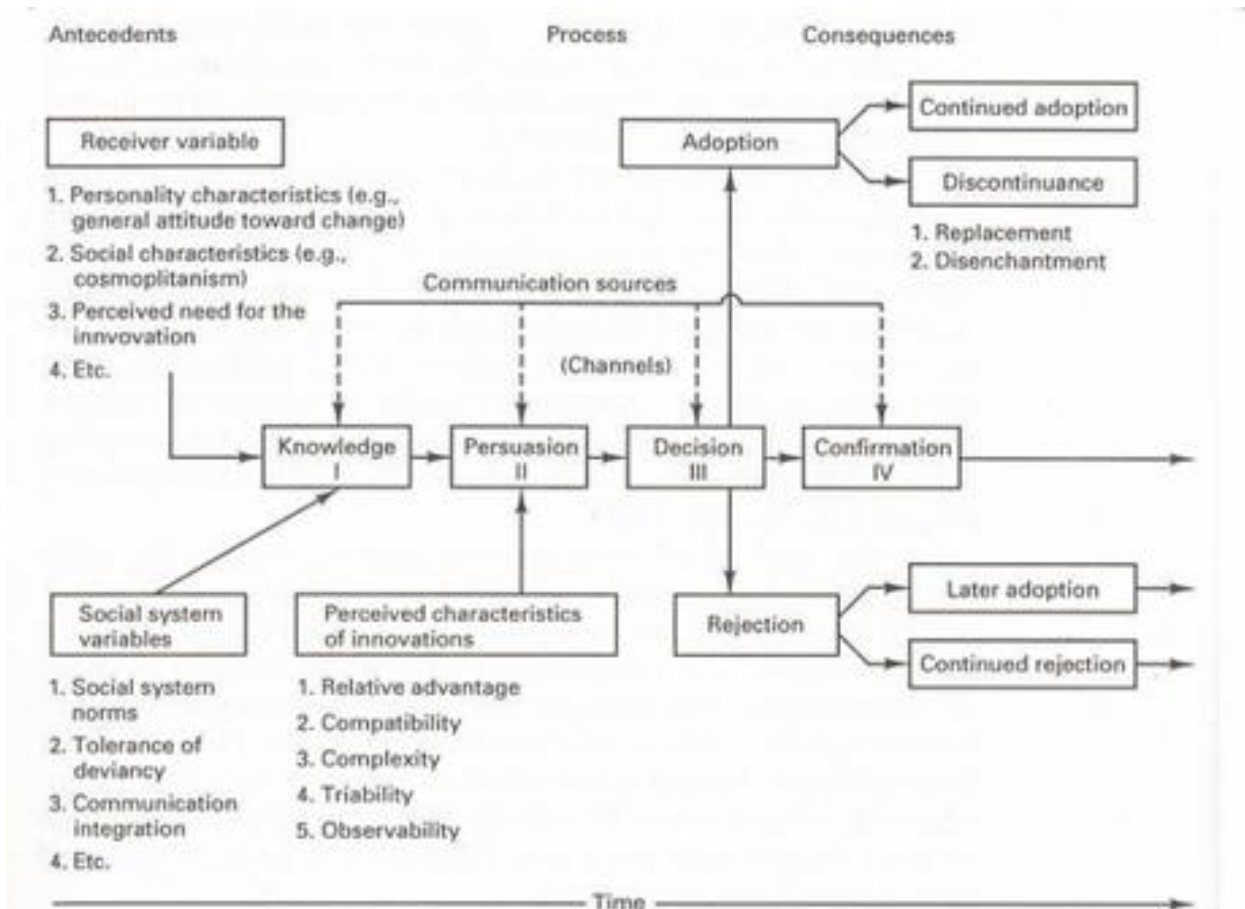 Antecedents
Process
Consequences
Receiver variable
1. Personality characteristics (e.g.,
general attitude toward change)
2. Social characteristics (e.g.,
cosmoplitanism)
3. Perceived need for the
innvovation
4. Etc.
Adoption
Continued adoption
Discontinuance
1. Replacement
2. Disenchantment
Communication sources
(Channels)
Knowledge
I
Persuasion
II
Decision
III
Confirmation
IV
Social system
variables
1. Social system
norms
2. Tolerance of
deviancy
3. Communication
integration
4. Etc.
Perceived characteristics
of innovations
1. Relative advantage
2. Compatibility
3. Complexity
4. Triability
5. Observability
Rejection
Later adoption
Continued rejection
Time